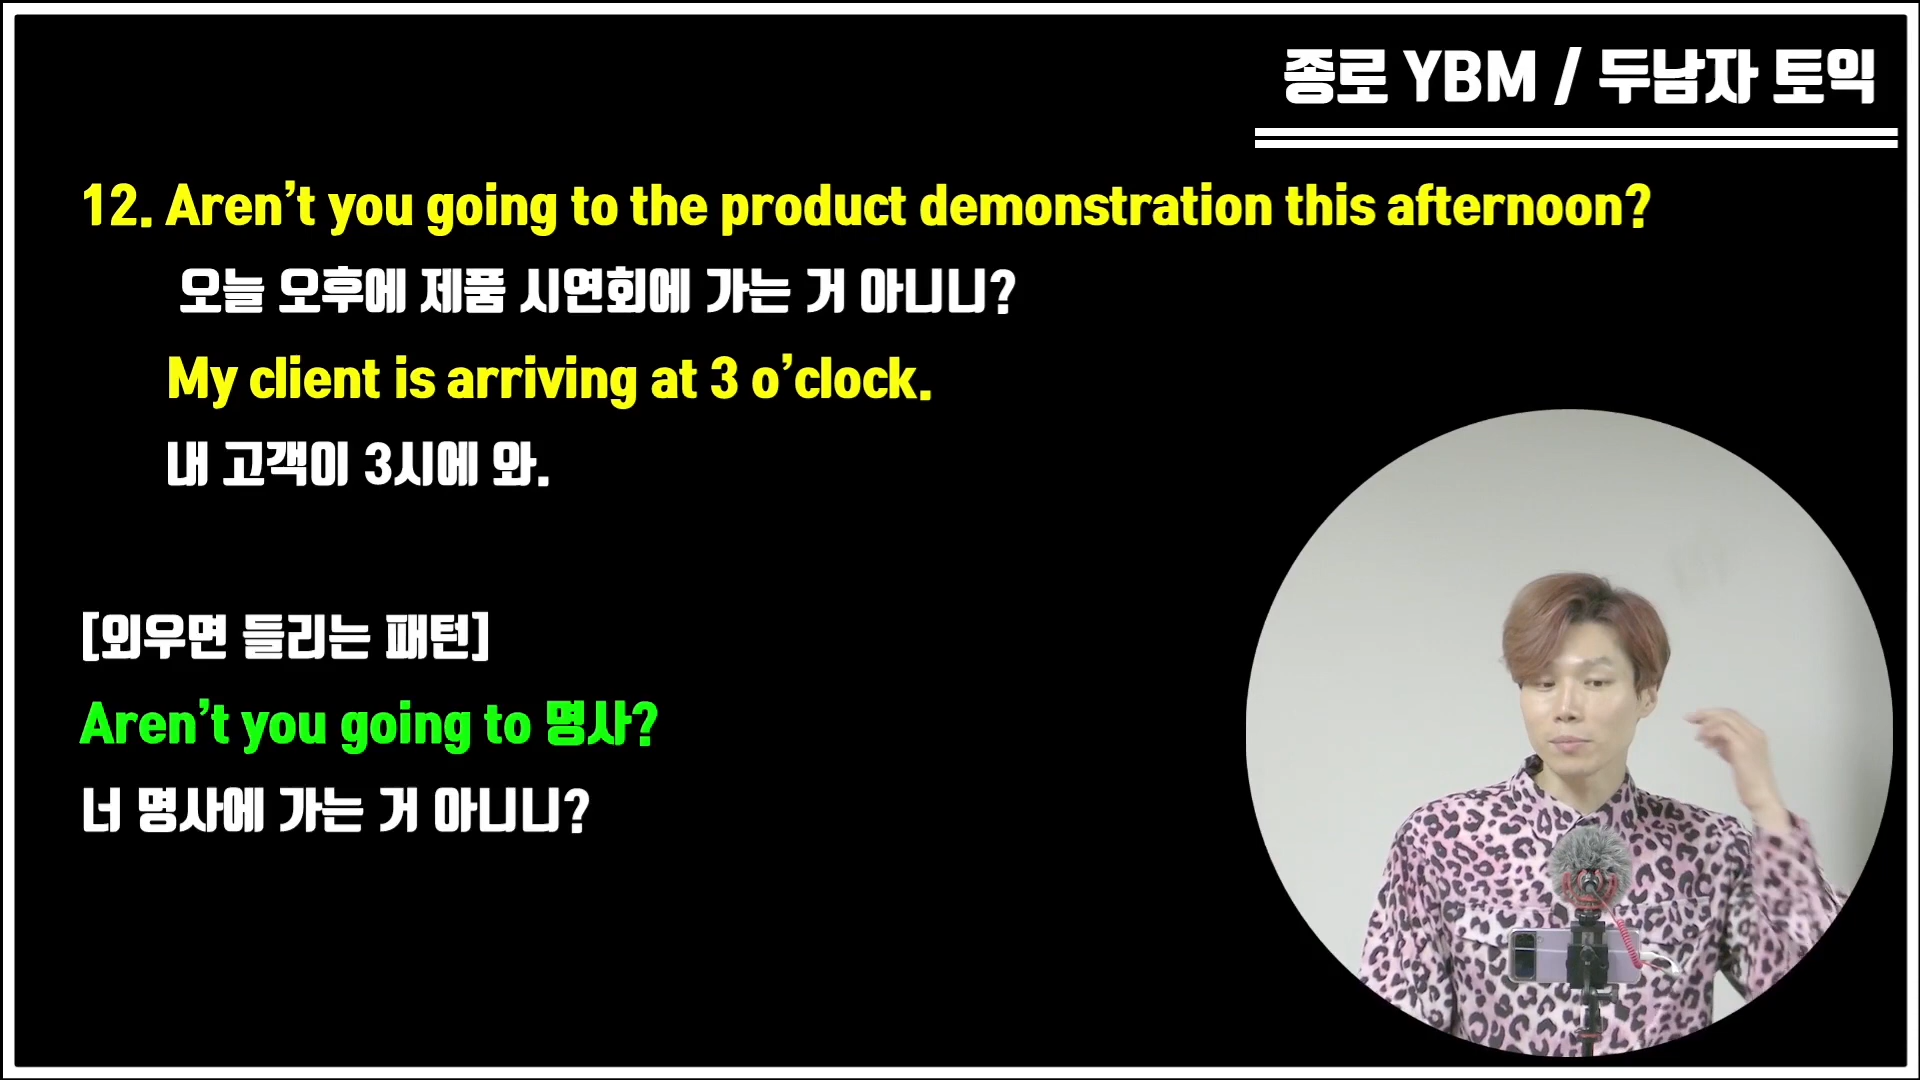 종로 YBM / 두남자 토익
12. Aren’t you going to the product demonstration this afternoon?
오늘 오후에 제품 시연회에 가는 거 아니니?
My client is arriving at 3 o’clock.
내 고객이 3시에 와.
[외우면 들리는 패턴]
Aren’t you going to 명사?
너 명사에 가는 거 아니니?